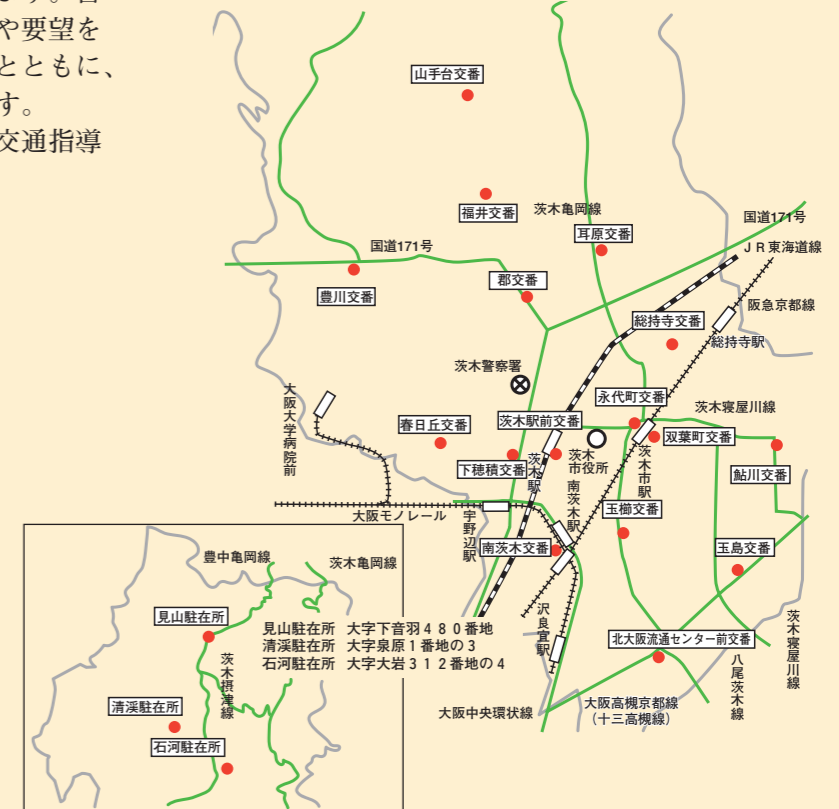 や要望を
とともに、
す。
交通指導
山手台交番
福井交番
茨木亀岡線
耳原交番
国道171号
JR東海道線
国道171号
郡交番
豊川交番
阪急京都線
総持寺交番
総持寺駅
茨木警察署
大阪大学病院前
永代町交番
茨木寝屋川線
春日丘交番
茨木駅前交番
双葉町交番
下穂積交番
茨木駅
茨木
市役所
茨木市駅
鮎川交番
南茨木駅
大阪モノレール
宇野辺駅
玉櫛交番
南茨木交番
玉島交番
豊中亀岡線
茨木亀岡線
見山駐在所
見山駐在所 大字下音羽480番地
清渓駐在所 大字泉原1番地の3
石河駐在所 大字大岩312番地の4
沢良宜駅
北大阪流通センター前交番
茨木寝屋川線
八尾茨木線
茨木摂津線
清渓駐在所
石河駐在所
大阪中央環状線
大阪高槻京都線
(十三高槻線)